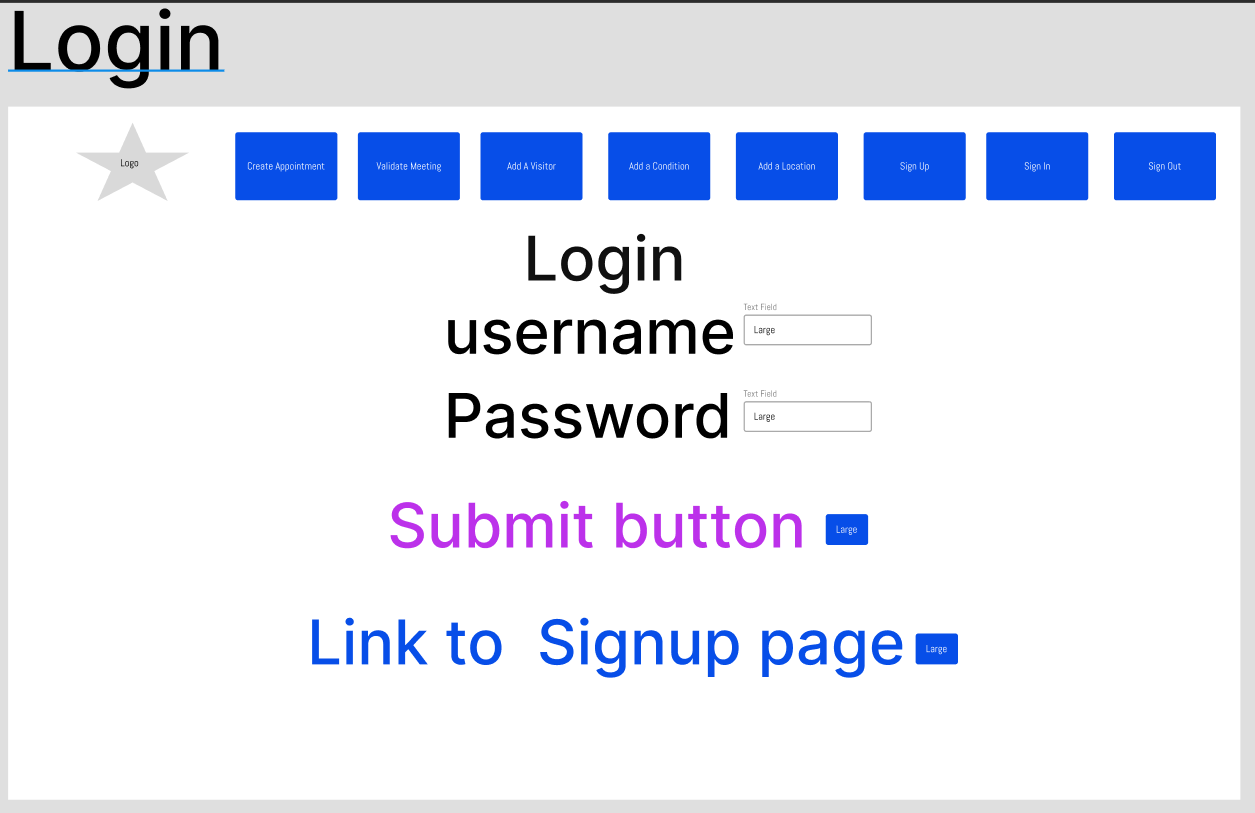 Login
Logo
Create Appointment
Validate Meeting
Add A Visitor
Add a Condition
Add a Location
Sign Up
Sign In
Sign Out
Login
Text Field
username
Large
Text Field
Password
Large
Submit button
Large
Link to  Signup page
Large